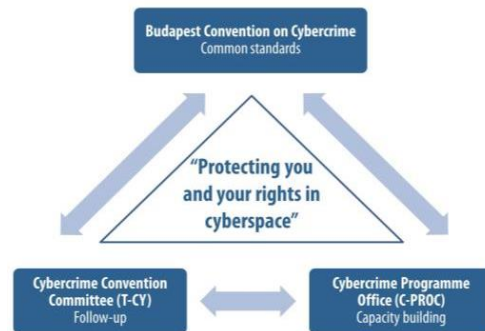 Budapest Convention on Cybercrime
Common standards
“Protecting you
and your rights in
cyberspace”
Cybercrime Convention
Committee (T-CY)
Follow-up
Cybercrime Programme
Office (C-PROC)
Capacity building